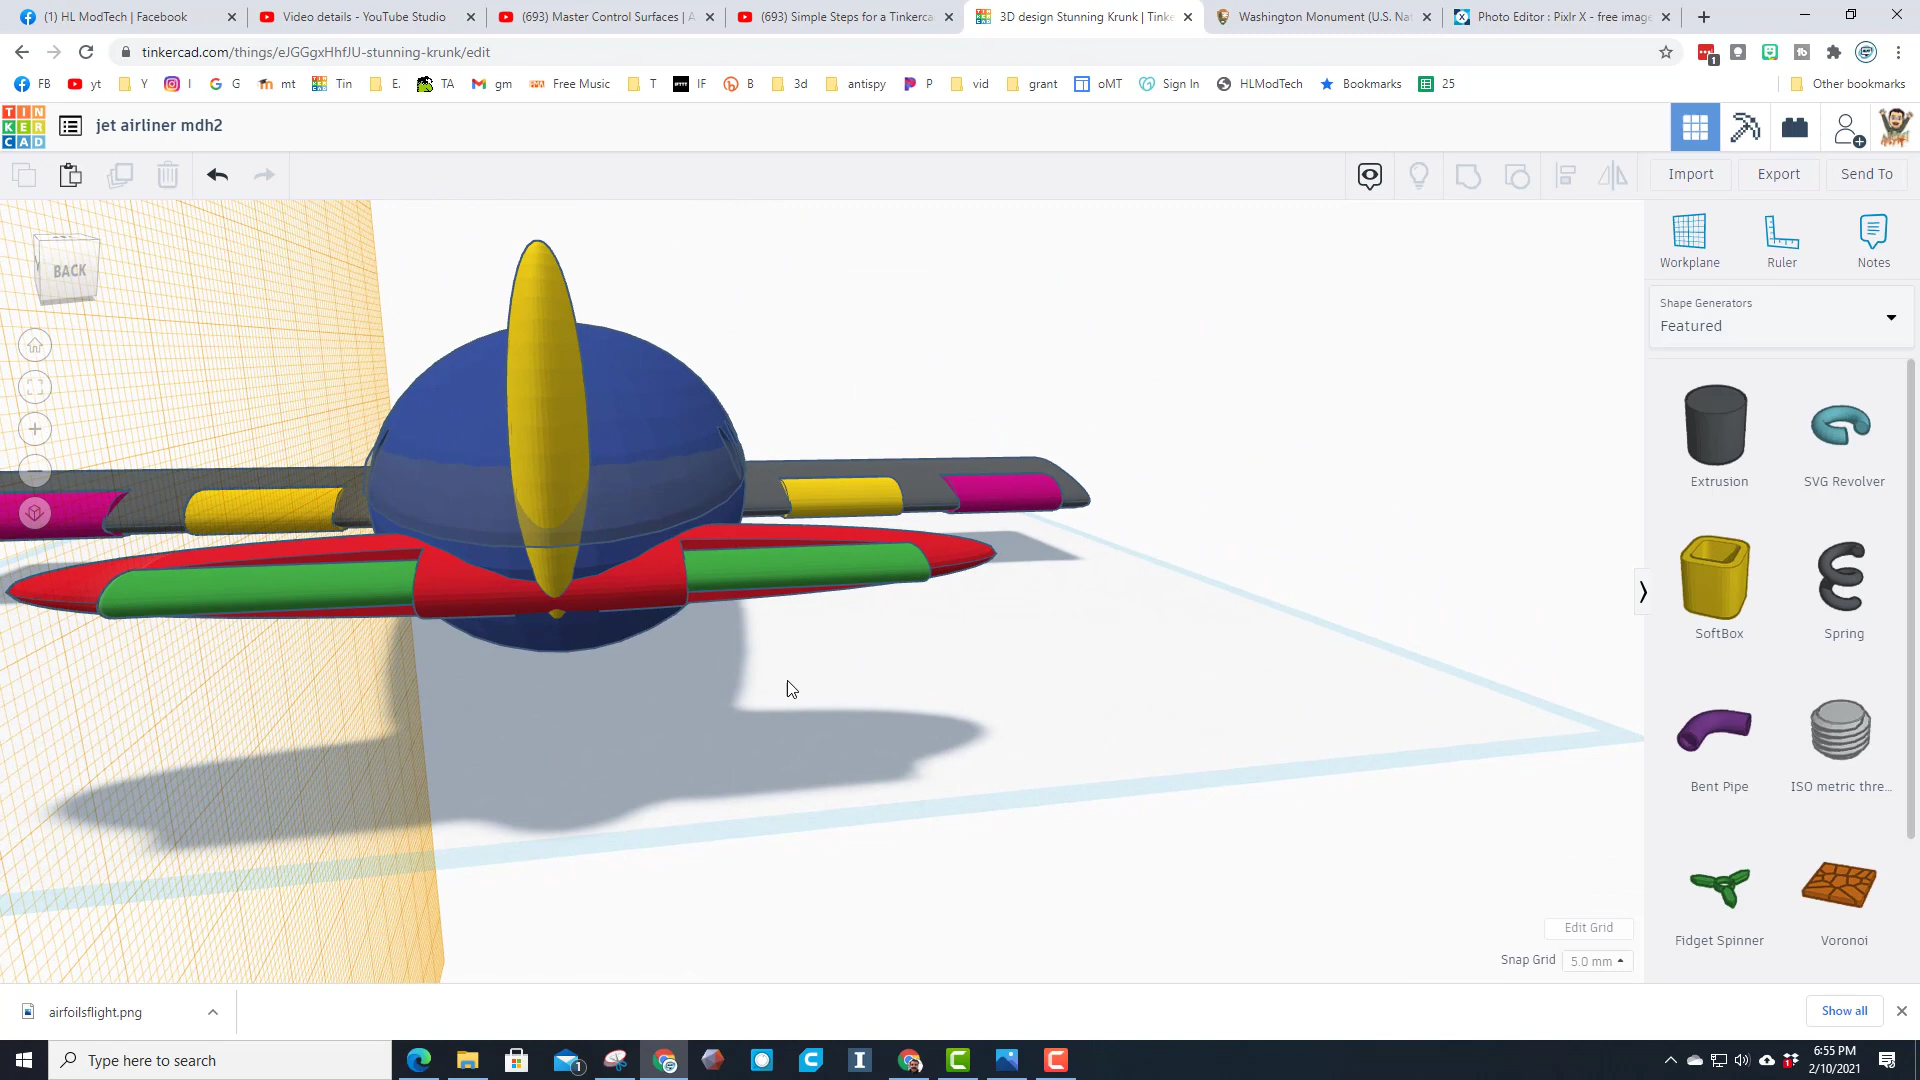 (1) HL ModTech | Facebook
Video details - YouTube Studio
(693) Master Control Surfaces | A
(693) Simple Steps for a Tinkerca
3D design Stunning Krunk | Tinke
Washington Monument (U.S. Nat
Photo Editor : Pixlr X - free image
tinkercad.com/things/eJGGgxHhfJU-stunning-krunk/edit
1
FB
yt
Y
I
G
mt
Tin
E.
TA
gm
Free Music
T
IF
B
3d
antispy
P
vid
grant
oMT
Sign In
HLModTech
Bookmarks
25
Other bookmarks
TIN
KER
CAD
jet airliner mdh2
Import
Export
Send To
BACK
Workplane
Ruler
Notes
Shape Generators
Featured
Extrusion
SVG Revolver
SoftBox
Spring
Bent Pipe
ISO metric thre...
Fidget Spinner
Voronoi
Edit Grid
Snap Grid
5.0 mm
airfoilsflight.png
Show all
Type here to search
1
6:55 PM
2/10/2021